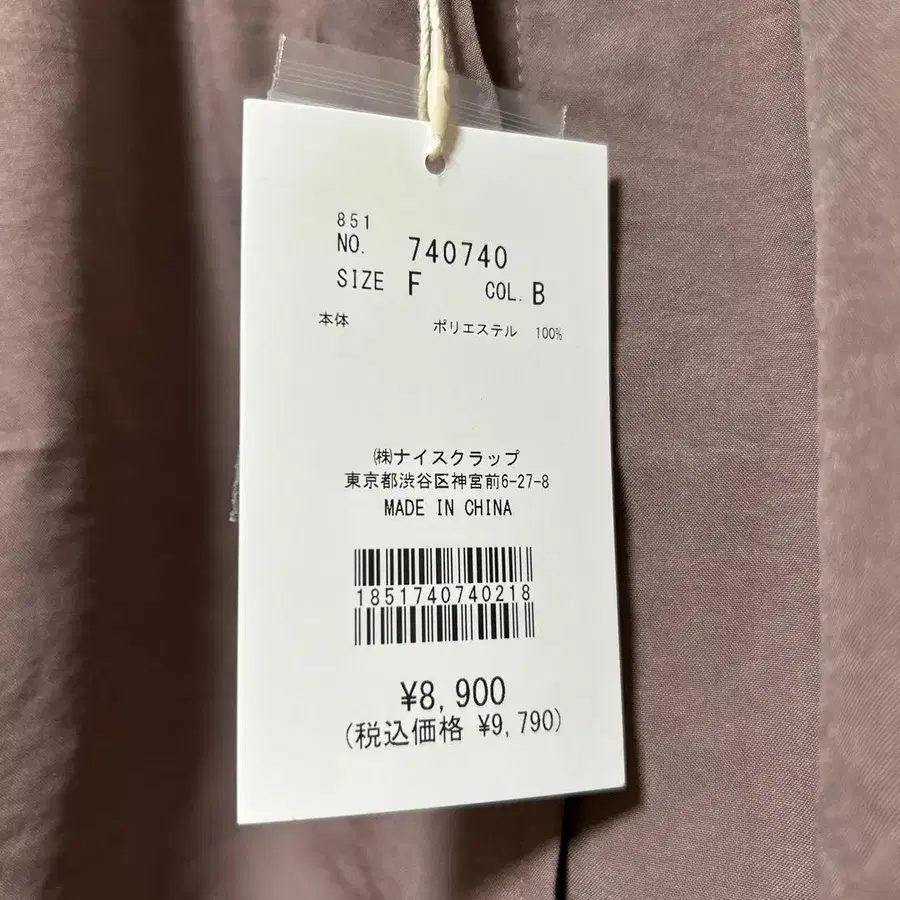 851
NO. 740740
SIZE F COL. B
本体 ポリエステル 100%
㈱ナイスクラップ
東京都渋谷区神宮前6-27-8
MADE IN CHINA
1851740740218
¥8,900
(税込価格 ¥9,790)